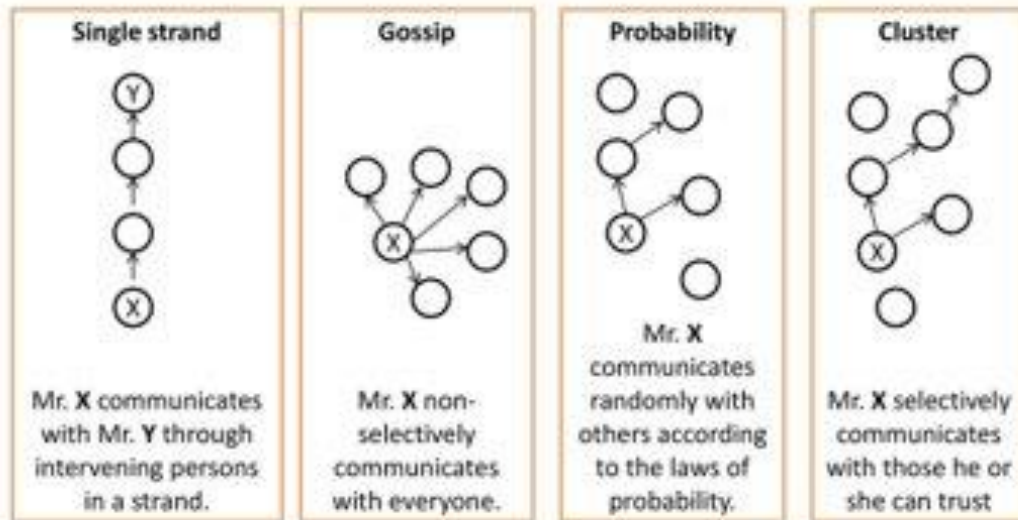 Single strand
Y
X
Mr. X communicates
with Mr. Y through
intervening persons
in a strand.
Gossip
X
Mr. X non-
selectively
communicates
with everyone.
Probability
X
Mr. X
communicates
randomly with
others according
to the laws of
probability.
Cluster
X
Mr. X selectively
communicates
with those he or
she can trust